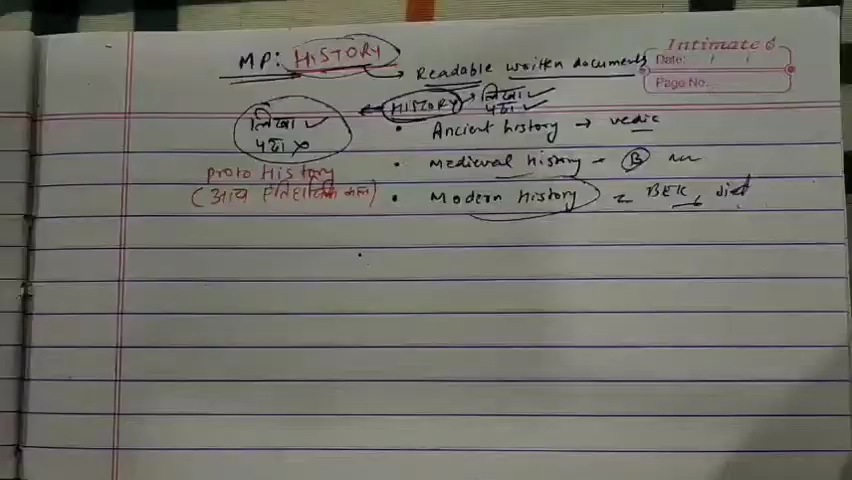 Intimate
Date: / /
Page No.
MP: HISTORY
Readable written documents
HISTORY लिखा ✓
पढा ✓
लिखा ✓
पढा ×
• Ancient history → vedic
• Medieval history - B
• Modern history
Proto History
(आद्य ऐतिहासिक काल)